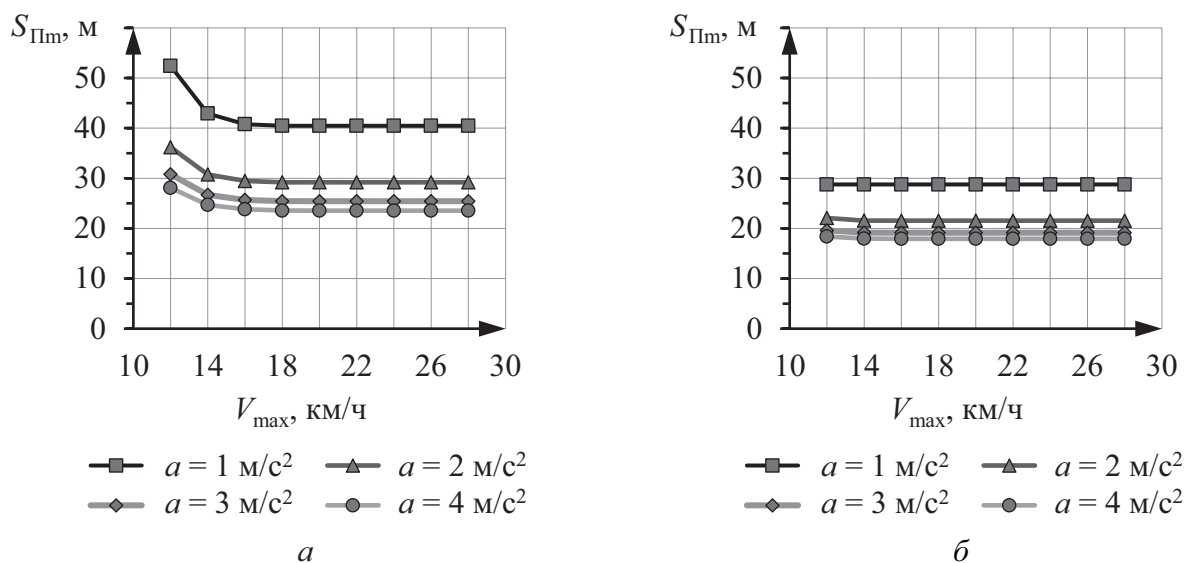 S_Пm, м
50
40
30
20
10
0
10 14 18 22 26 30
V_max, км/ч
a = 1 м/с² a = 2 м/с²
a = 3 м/с² a = 4 м/с²
а
S_Пm, м
50
40
30
20
10
0
10 14 18 22 26 30
V_max, км/ч
a = 1 м/с² a = 2 м/с²
a = 3 м/с² a = 4 м/с²
б